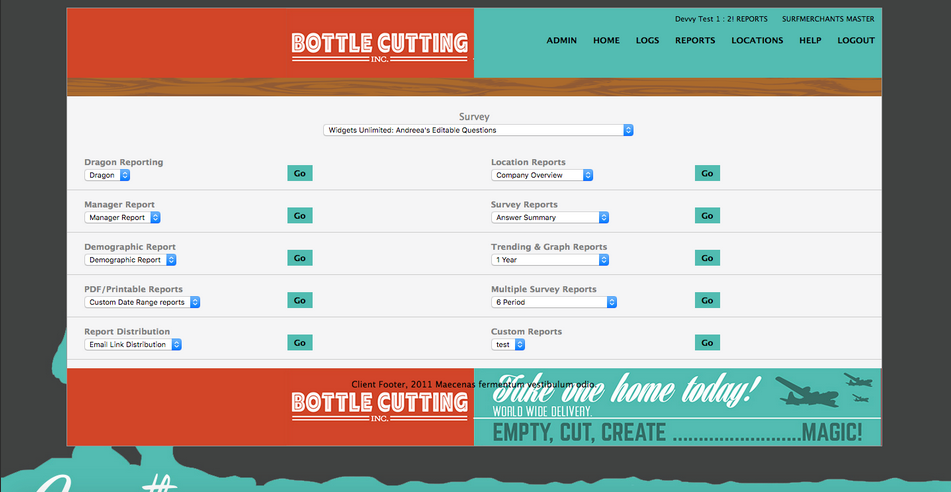 Devvy Test 1 : 2! REPORTS SURFMERCHANTS MASTER
BOTTLE CUTTING
INC.
ADMIN HOME LOGS REPORTS LOCATIONS HELP LOGOUT
Survey
Widgets Unlimited: Andreea's Editable Questions
Dragon Reporting
Dragon
Go
Location Reports
Company Overview
Go
Manager Report
Manager Report
Go
Survey Reports
Answer Summary
Go
Demographic Report
Demographic Report
Go
Trending & Graph Reports
1 Year
Go
PDF/Printable Reports
Custom Date Range reports
Go
Multiple Survey Reports
6 Period
Go
Report Distribution
Email Link Distribution
Go
Custom Reports
test
Go
Client Footer, 2011 Maecenas fermentum vestibulum odio.
BOTTLE CUTTING
INC.
Take one home today!
WORLD WIDE DELIVERY.
EMPTY, CUT, CREATE ..........................MAGIC!